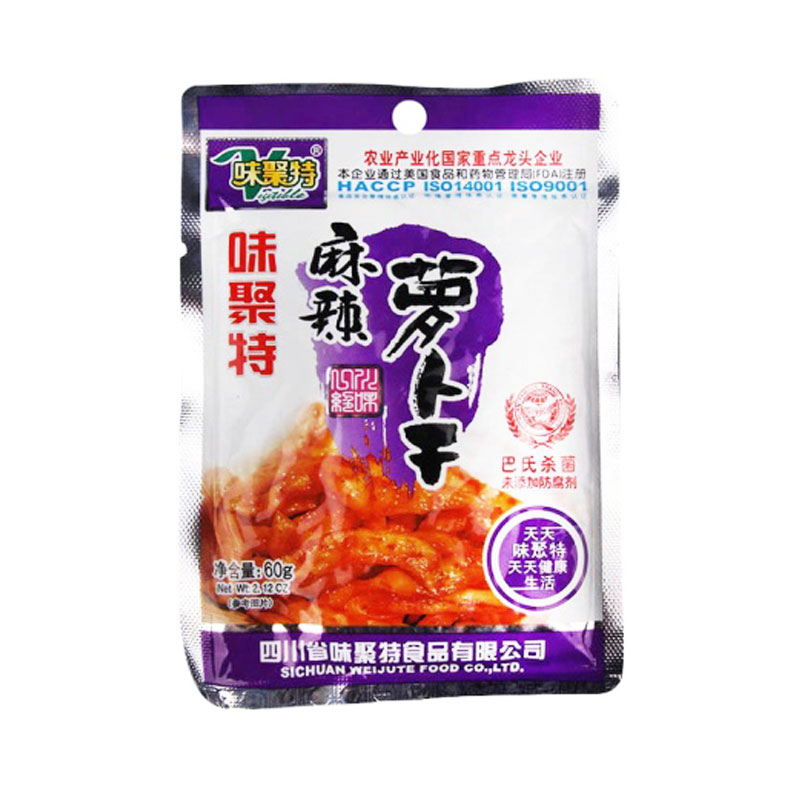 味聚特®
Vigtible
农业产业化国家重点龙头企业
本企业通过美国食品和药物管理局(FDA)注册
HACCP ISO14001 ISO9001
味聚特
麻辣
萝卜干
巴氏杀菌
未添加防腐剂
天天
味聚特
天天健康
生活
净含量:60g
(Net Wt: 2.12 OZ)
(参考图片)
四川省味聚特食品有限公司
SICHUAN WEIJUTE FOOD CO.,LTD.